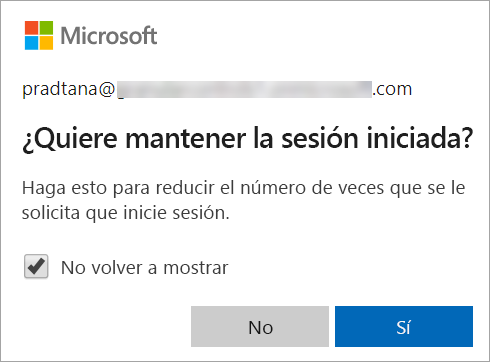 Microsoft
pradtana@ .com
¿Quiere mantener la sesión iniciada?
Haga esto para reducir el número de veces que se le
solicita que inicie sesión.
No volver a mostrar
No
Sí